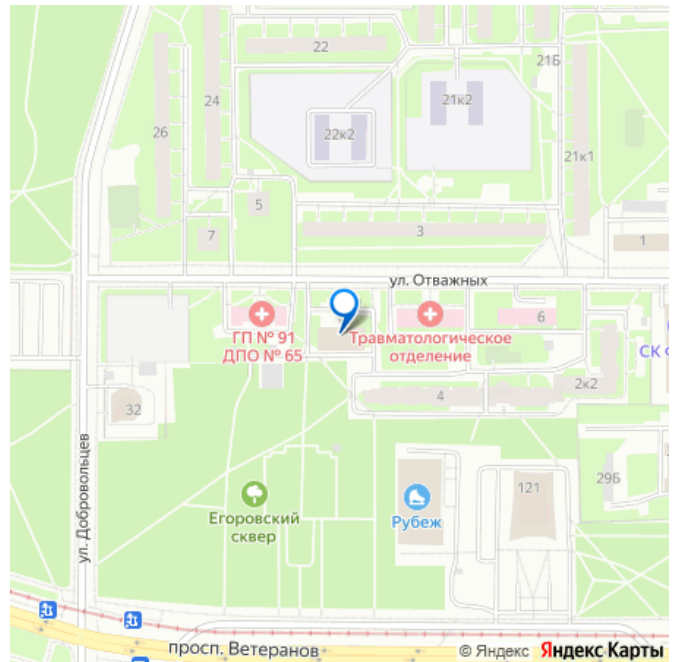 22
21Б
24
21к2
26
22к2
21к1
5
3
7
1
ул. Отважных
ГП № 91
ДПО № 65
Травматологическое
отделение
6
СК Ф
2к2
4
32
ул. Добровольцев
Егоровский
сквер
Рубеж
121
29Б
просп. Ветеранов
© Яндекс Яндекс Карты